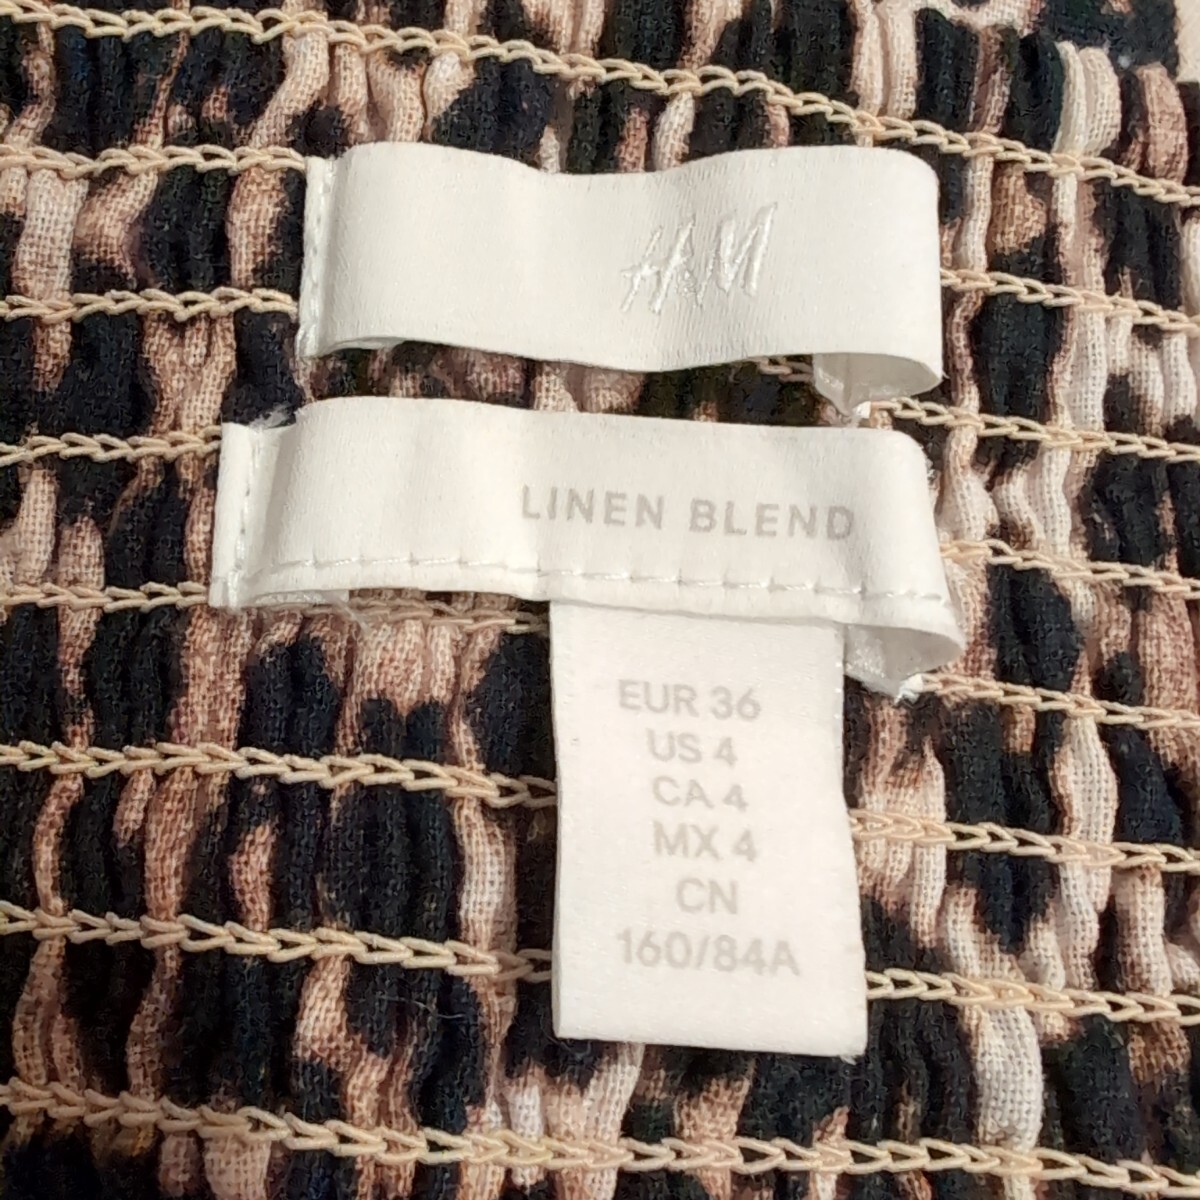 H&M
LINEN BLEND
EUR 36
US 4
CA 4
MX 4
CN
160/84A